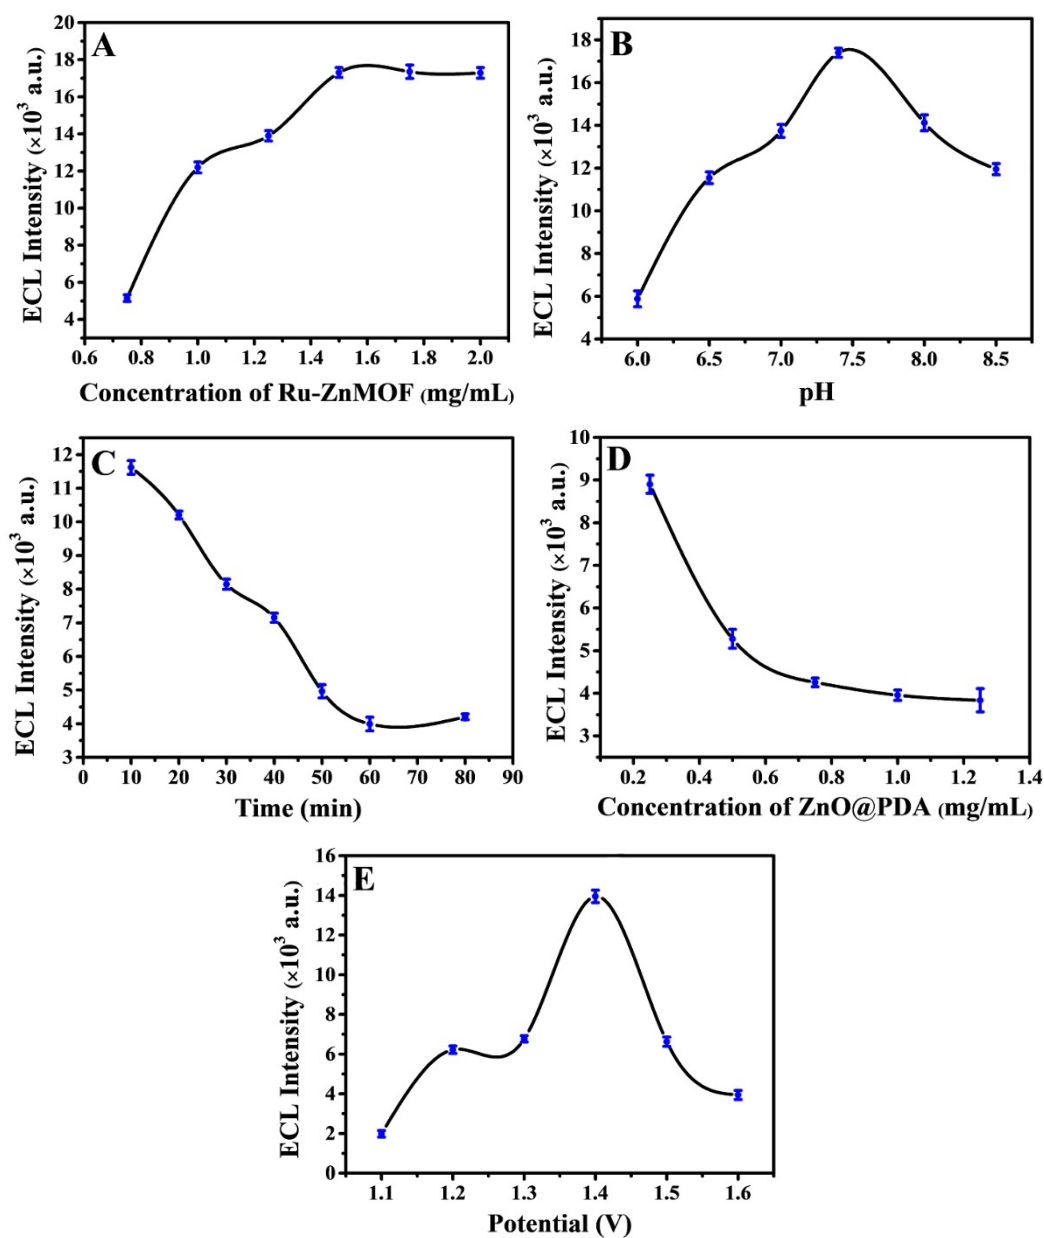 A
ECL Intensity (×10³ a.u.)
20
18
16
14
12
10
8
6
4
0.6 0.8 1.0 1.2 1.4 1.6 1.8 2.0
Concentration of Ru-ZnMOF (mg/mL)
B
ECL Intensity (×10³ a.u.)
18
16
14
12
10
8
6
4
6.0 6.5 7.0 7.5 8.0 8.5
pH
C
ECL Intensity (×10³ a.u.)
12
11
10
9
8
7
6
5
4
3
0 10 20 30 40 50 60 70 80 90
Time (min)
D
ECL Intensity (×10³ a.u.)
10
9
8
7
6
5
4
3
0.2 0.4 0.6 0.8 1.0 1.2 1.4
Concentration of ZnO@PDA (mg/mL)
E
ECL Intensity (×10³ a.u.)
16
14
12
10
8
6
4
2
0
1.1 1.2 1.3 1.4 1.5 1.6
Potential (V)